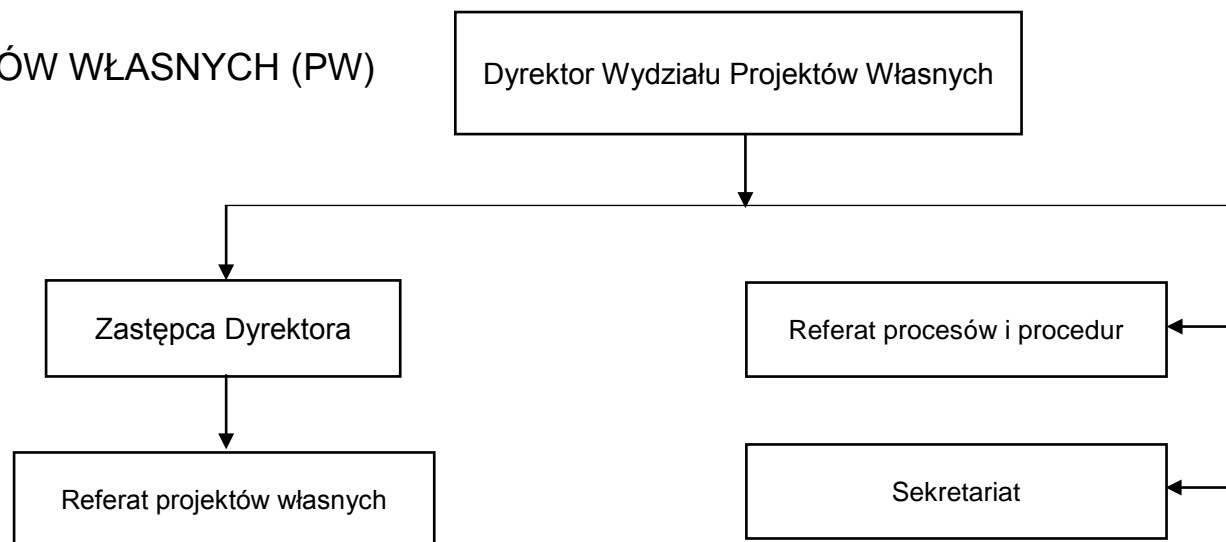 ÓW WŁASNYCH (PW)
Dyrektor Wydziału Projektów Własnych
Zastępca Dyrektora
Referat procesów i procedur
Referat projektów własnych
Sekretariat